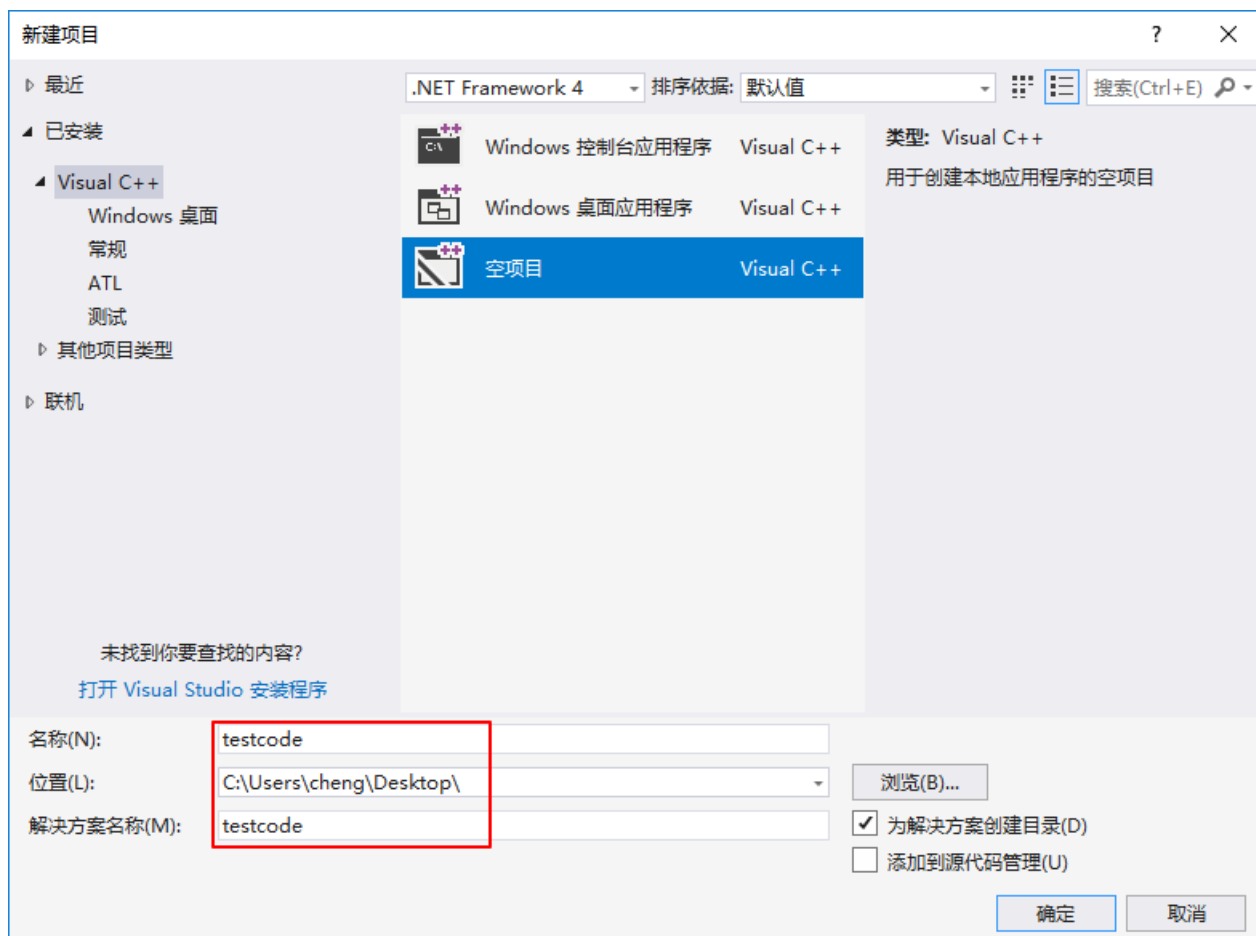 新建项目
?
最近
.NET Framework 4 排序依据: 默认值 搜索(Ctrl+E)
已安装
Visual C++
Windows 桌面
常规
ATL
测试
其他项目类型
联机
未找到你要查找的内容?
打开 Visual Studio 安装程序
C:\
Windows 控制台应用程序 Visual C++
Windows 桌面应用程序 Visual C++
空项目 Visual C++
类型: Visual C++
用于创建本地应用程序的空项目
名称(N): testcode
位置(L): C:\Users\cheng\Desktop\ 浏览(B)...
解决方案名称(M): testcode
为解决方案创建目录(D)
添加到源代码管理(U)
确定 取消